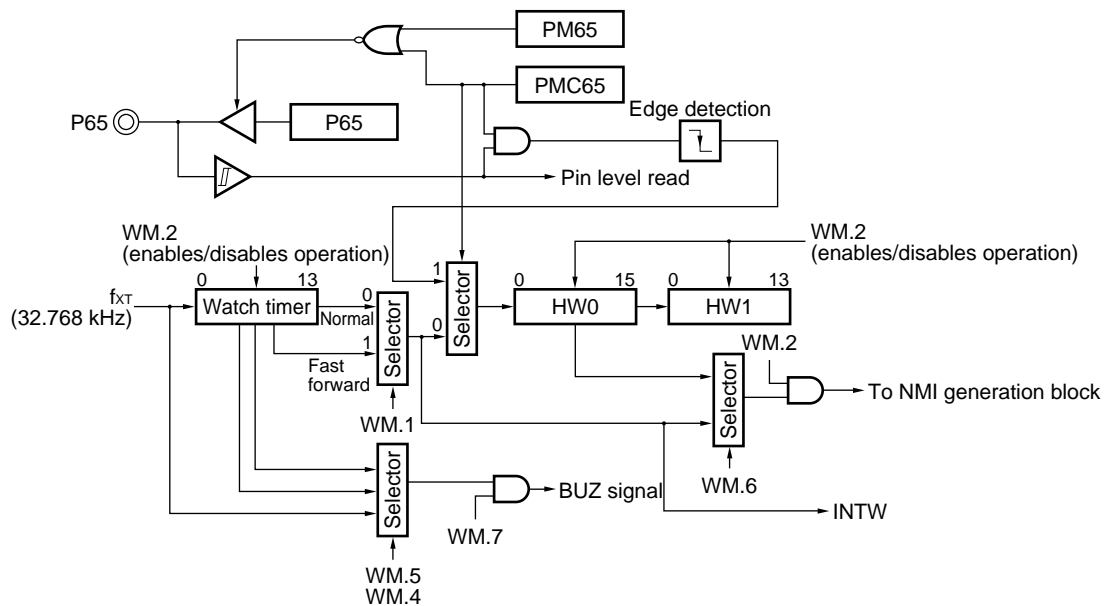 PM65
PMC65
Edge detection
P65
P65
Pin level read
WM.2
(enables/disables operation)
WM.2
(enables/disables operation)
0 13
1
0 15
0 13
fXT
(32.768 kHz)
Watch timer
0
Normal
Selector
0
Selector
HW0
HW1
1
Fast
forward
WM.2
Selector
To NMI generation block
WM.1
Selector
WM.6
BUZ signal
WM.7
INTW
WM.5
WM.4